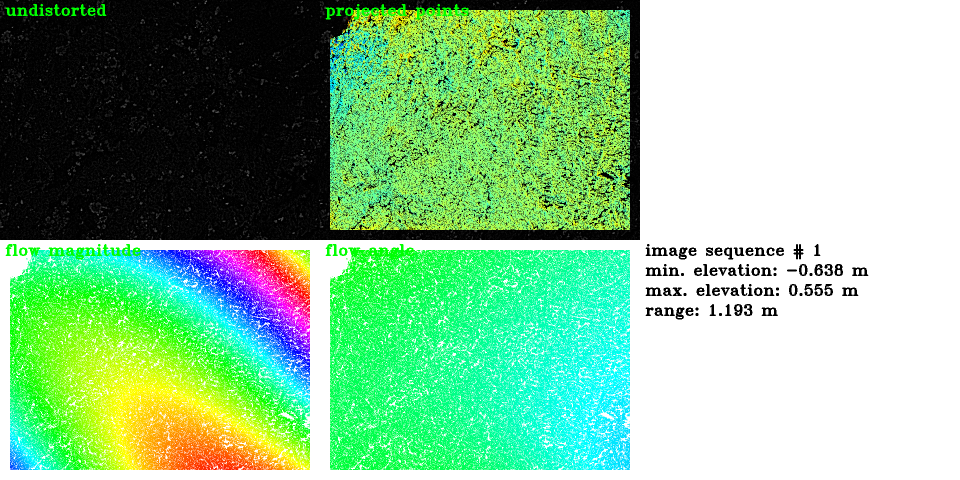 undistorted
projected points
flow magnitude
flow angle
image sequence # 1
min. elevation: −0.638 m
max. elevation: 0.555 m
range: 1.193 m